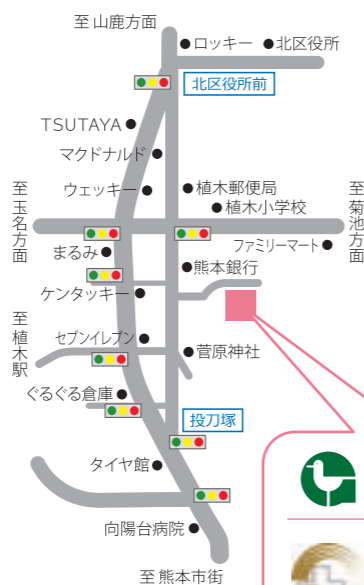 至 山鹿方面
ロッキー
北区役所
北区役所前
TSUTAYA
マクドナルド
ウェッキー
植木郵便局
植木小学校
至玉名方面
至菊池方面
まるみ
ファミリーマート
熊本銀行
ケンタッキー
至植木駅
セブンイレブン
菅原神社
ぐるぐる倉庫
投刀塚
タイヤ館
向陽台病院
至 熊本市街